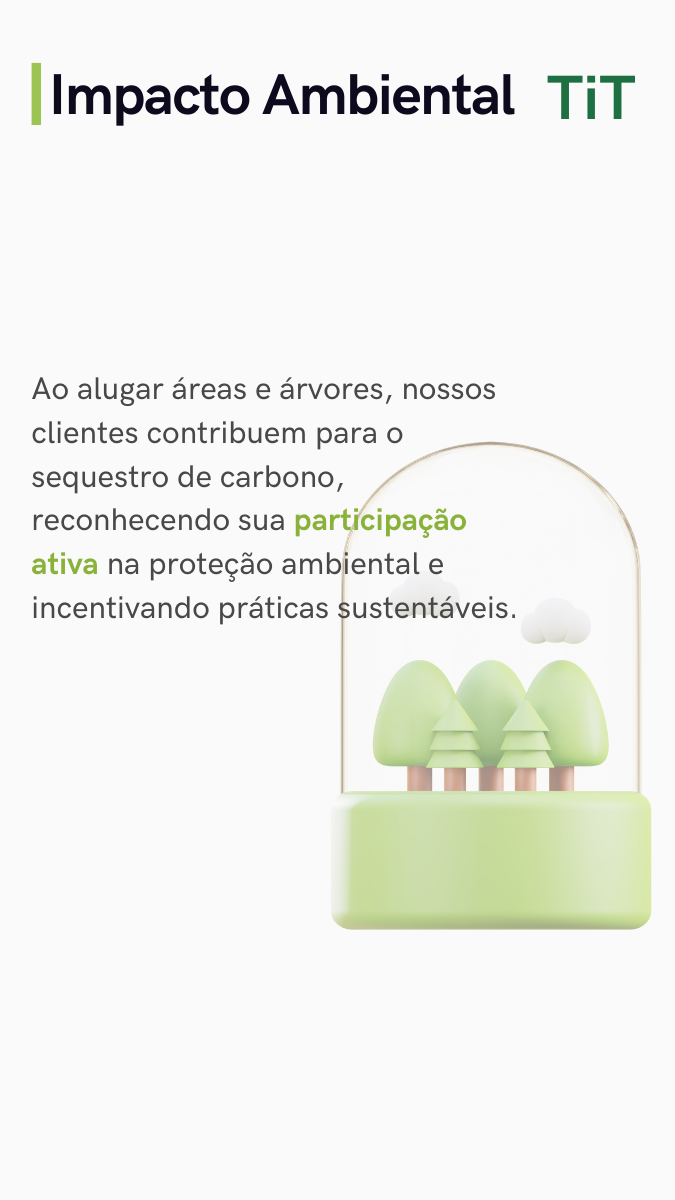 Impacto Ambiental TiT
Ao alugar áreas e árvores, nossos
clientes contribuem para o
sequestro de carbono,
reconhecendo sua participação
ativa na proteção ambiental e
incentivando práticas sustentáveis.